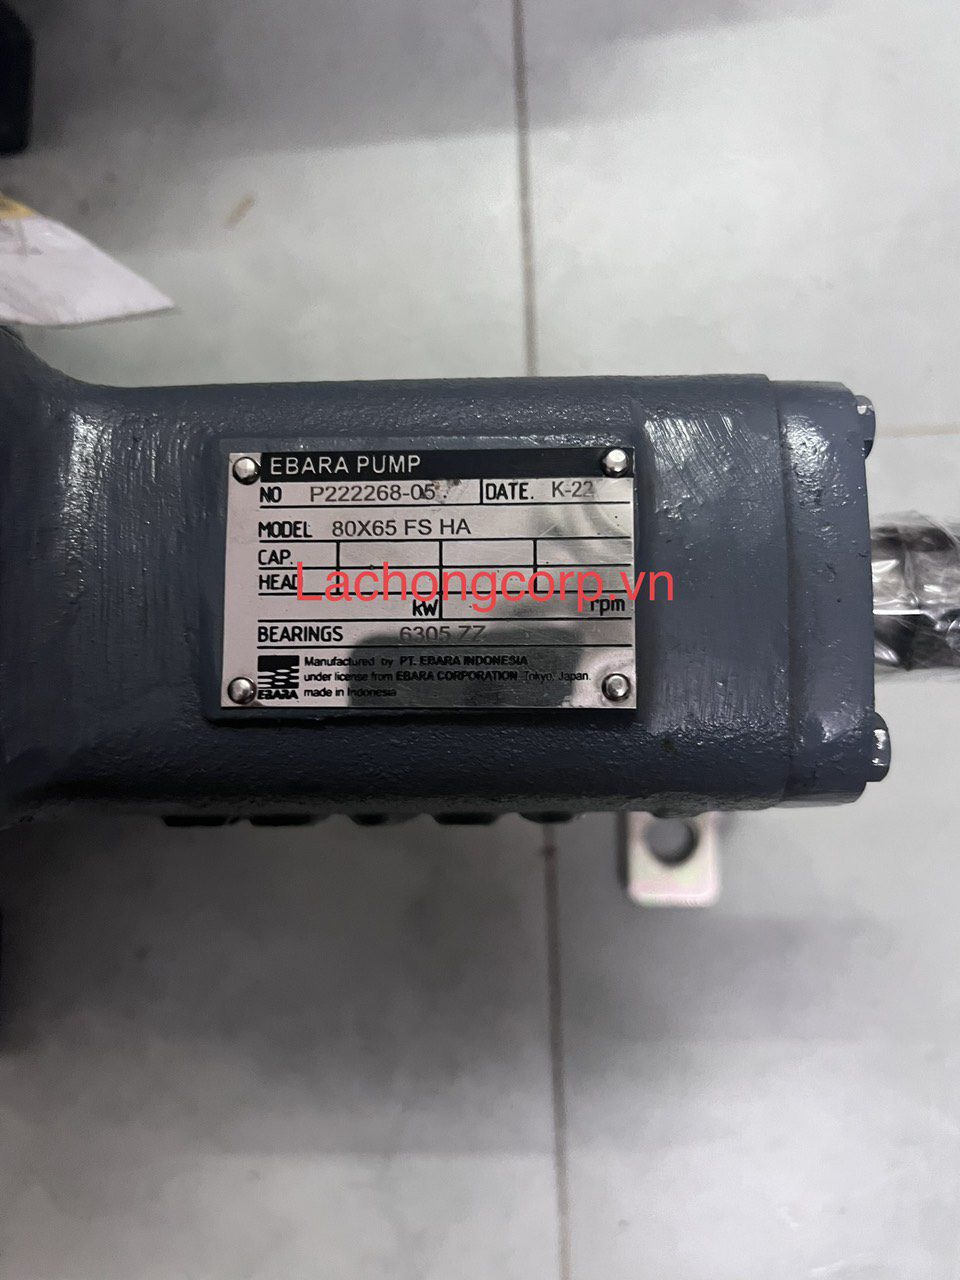 EBARA PUMP
NO P222268-05 DATE. K-22
MODEL 80X65 FS HA
CAP.
HEAD
Lachongcorp.vn
kW rpm
BEARINGS 6305 ZZ
Manufactured by PT. EBARA INDONESIA
under license from EBARA CORPORATION Tokyo, Japan.
EBARA made in Indonesia